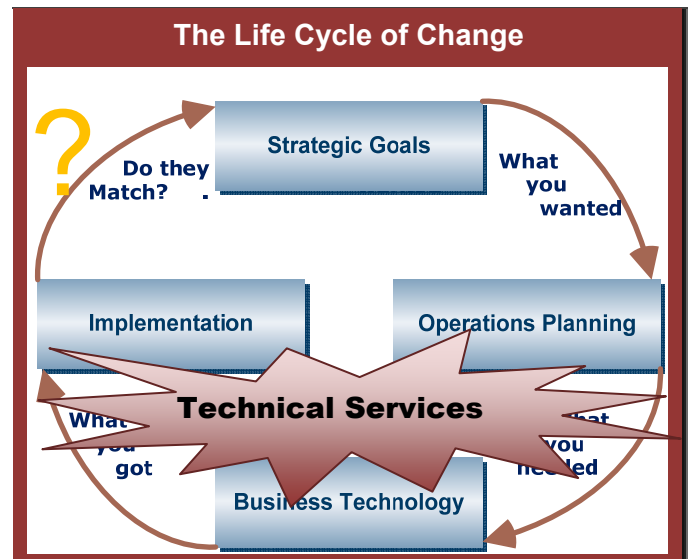 The Life Cycle of Change
?
Strategic Goals
Do they
Match? .
What
you
wanted
Implementation
Operations Planning
Technical Services
What
you
got
What
you
needed
Business Technology